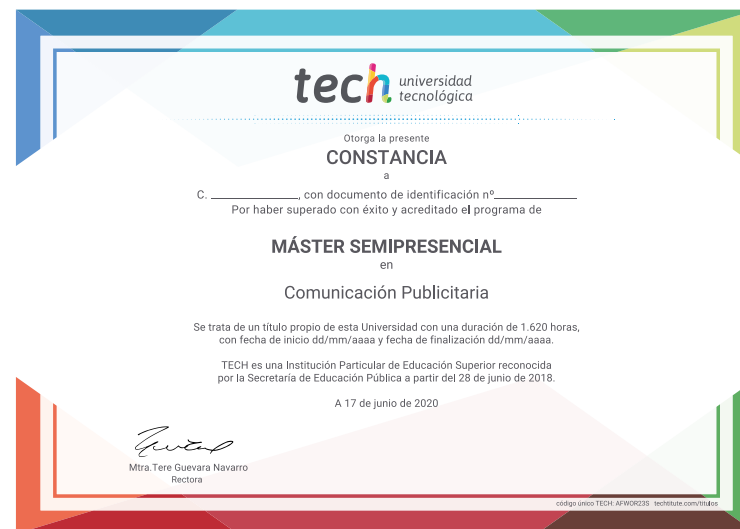 tech universidad
tecnológica
Otorga la presente
CONSTANCIA
a
C. ________________, con documento de identificación nº______________
Por haber superado con éxito y acreditado el programa de
MÁSTER SEMIPRESENCIAL
en
Comunicación Publicitaria
Se trata de un título propio de esta Universidad con una duración de 1.620 horas,
con fecha de inicio dd/mm/aaaa y fecha de finalización dd/mm/aaaa.
TECH es una Institución Particular de Educación Superior reconocida
por la Secretaría de Educación Pública a partir del 28 de junio de 2018.
A 17 de junio de 2020
Mtra.Tere Guevara Navarro
Rectora
código único TECH: AFWOR23S techtitute.com/titulos